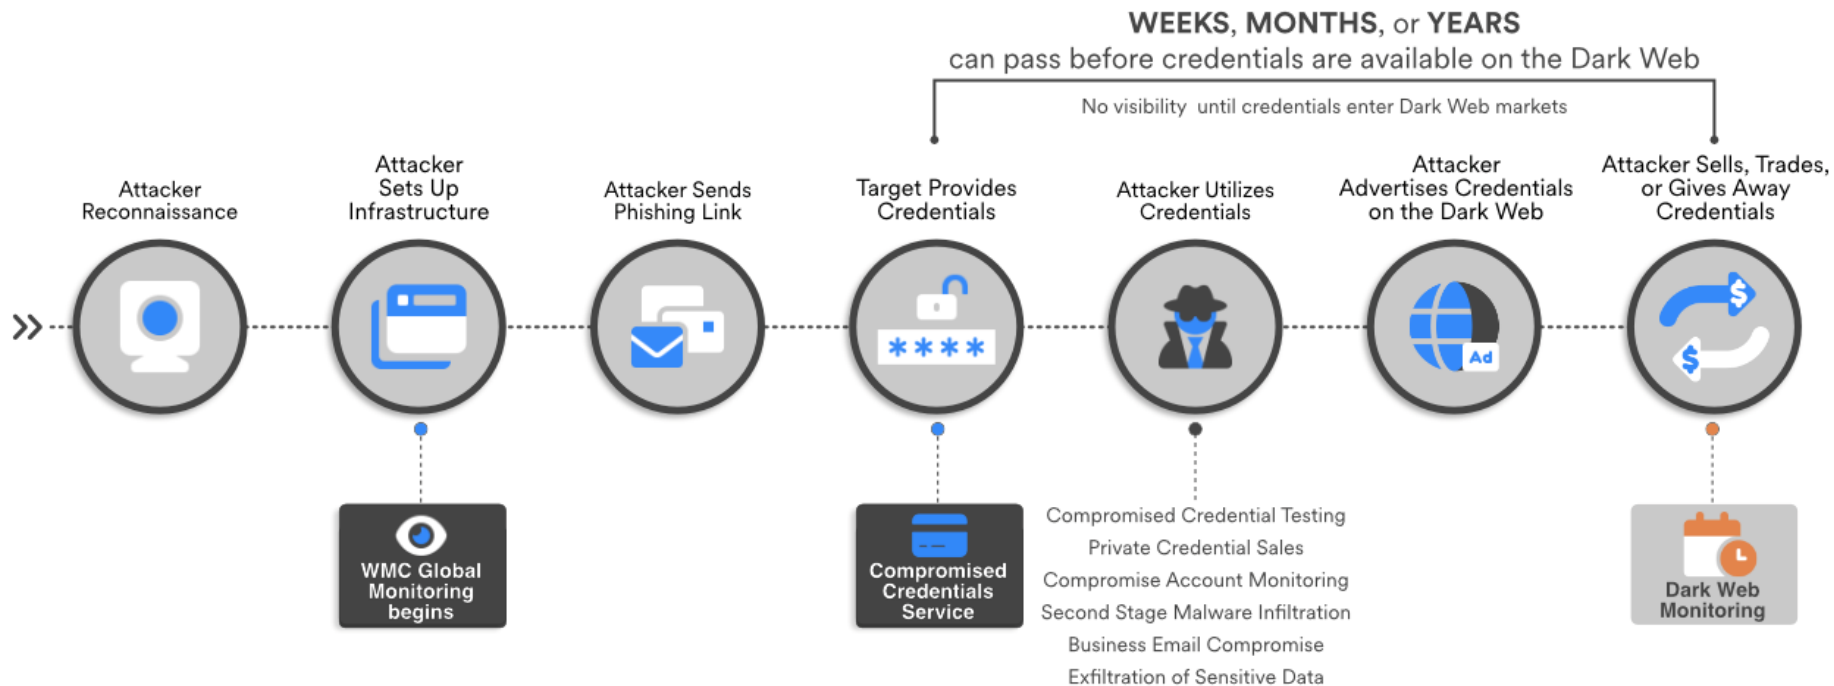 WEEKS, MONTHS, or YEARS
can pass before credentials are available on the Dark Web
No visibility until credentials enter Dark Web markets
Attacker
Reconnaissance
Attacker
Sets Up
Infrastructure
Attacker Sends
Phishing Link
Target Provides
Credentials
Attacker Utilizes
Credentials
Attacker
Advertises Credentials
on the Dark Web
Attacker Sells, Trades,
or Gives Away
Credentials
****
Ad
$
$
WMC Global
Monitoring
begins
Compromised
Credentials
Service
Compromised Credential Testing
Private Credential Sales
Compromise Account Monitoring
Second Stage Malware Infiltration
Business Email Compromise
Exfiltration of Sensitive Data
Dark Web
Monitoring